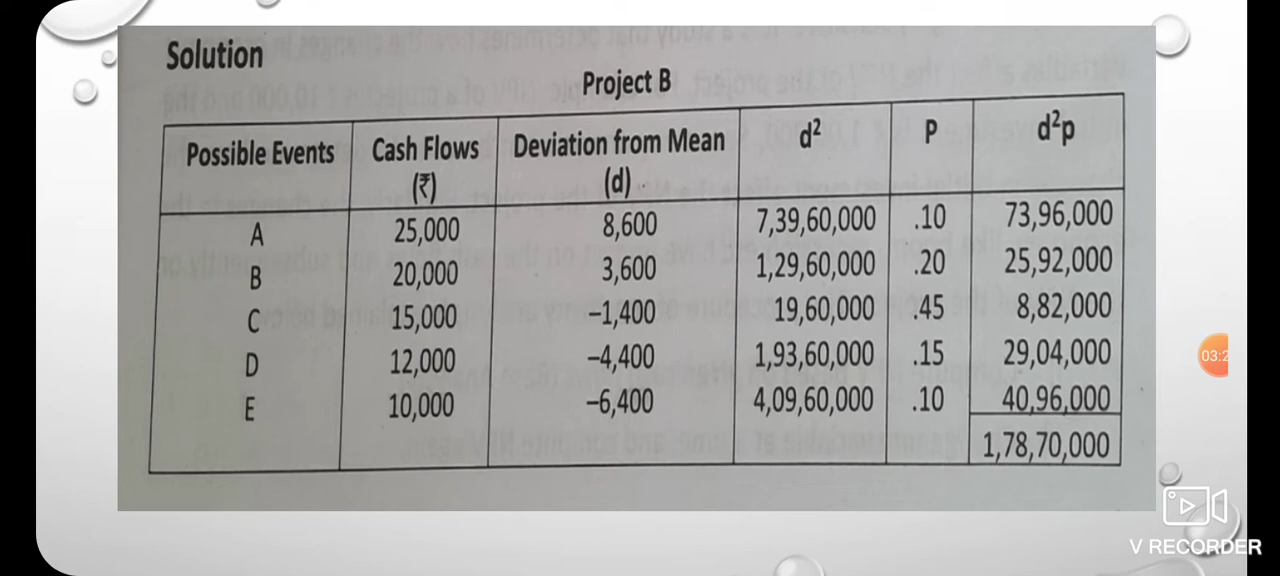 Solution
Project B
Possible Events Cash Flows (₹) Deviation from Mean (d) d² P d²p
A 25,000 8,600 7,39,60,000 .10 73,96,000
B 20,000 3,600 1,29,60,000 .20 25,92,000
C 15,000 –1,400 19,60,000 .45 8,82,000
D 12,000 –4,400 1,93,60,000 .15 29,04,000
E 10,000 –6,400 4,09,60,000 .10 40,96,000
1,78,70,000
V RECORDER